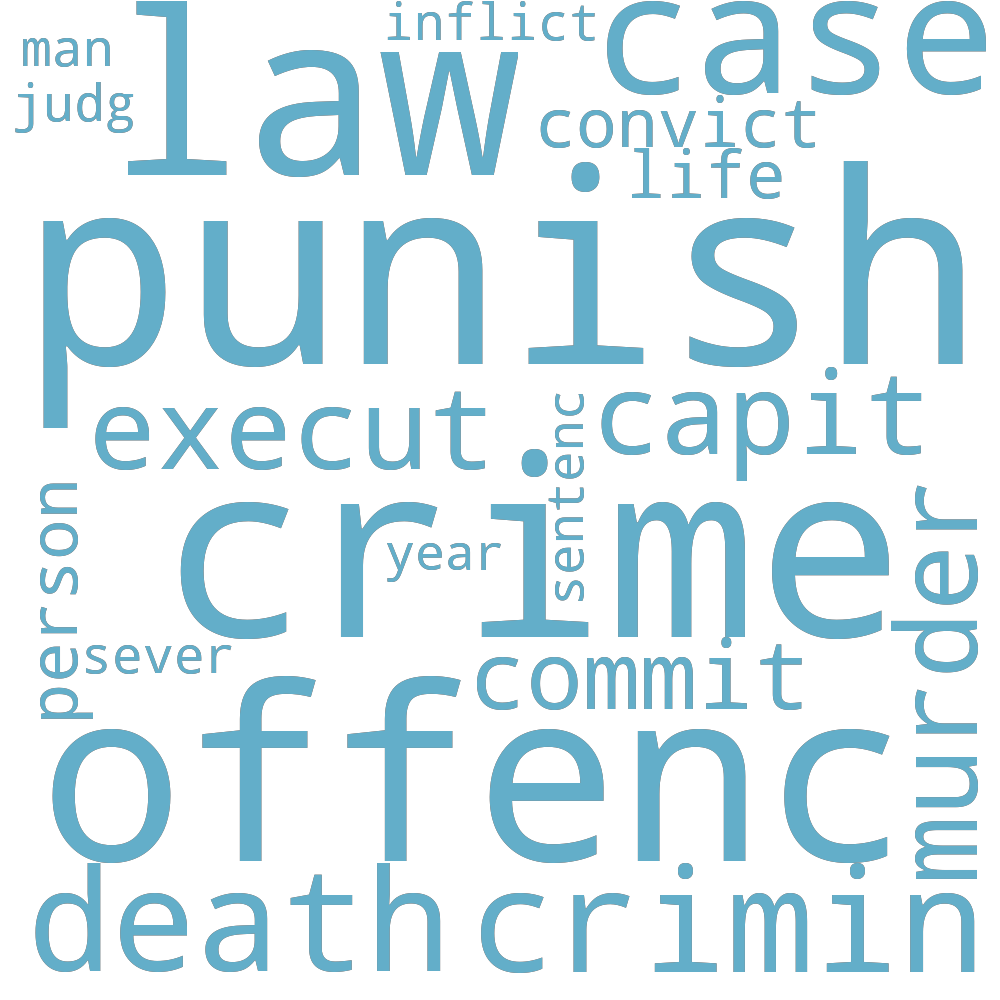 inflict
case
man
law
judg
convict
life
punish
execut
capit
sentenc
crime
year
person
murder
sever
commit
offenc
death
crimin